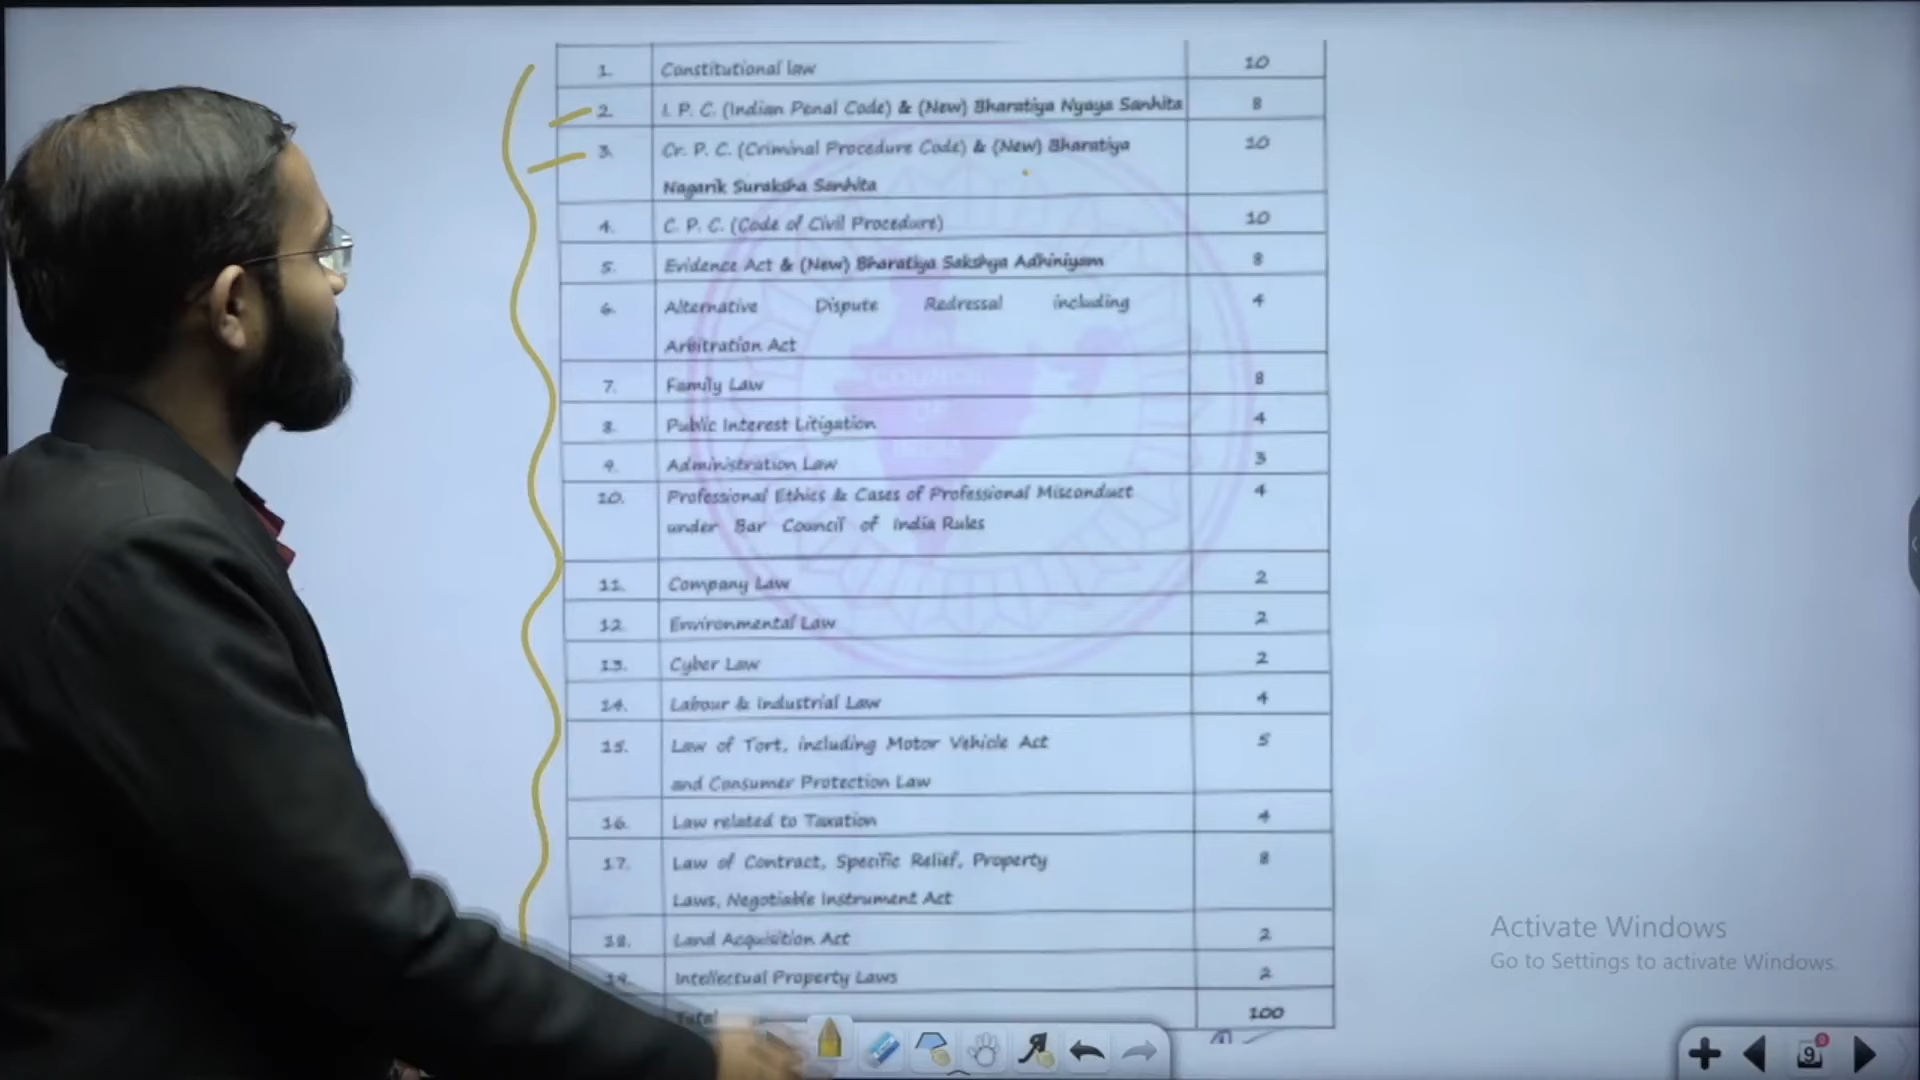 1. Constitutional law 10
2. I. P. C. (Indian Penal Code) & (New) Bharatiya Nyaya Sanhita 8
3. Cr. P. C. (Criminal Procedure Code) & (New) Bharatiya 10
Nagarik Suraksha Sanhita
4. C. P. C. (Code of Civil Procedure) 10
5. Evidence Act & (New) Bharatiya Sakshya Adhiniyam 8
6. Alternative Dispute Redressal including 4
Arbitration Act
7. Family Law 8
8. Public Interest Litigation 4
9. Administration Law 3
10. Professional Ethics & Cases of Professional Misconduct 4
under Bar Council of India Rules
11. Company Law 2
12. Environmental Law 2
13. Cyber Law 2
14. Labour & Industrial Law 4
15. Law of Tort, including Motor Vehicle Act 5
and Consumer Protection Law
16. Law related to Taxation 4
17. Law of Contract, Specific Relief, Property 8
Laws, Negotiable Instrument Act
18. Land Acquisition Act 2
19. Intellectual Property Laws 2
Total 100
COUNCIL
OF
Activate Windows
Go to Settings to activate Windows.
9